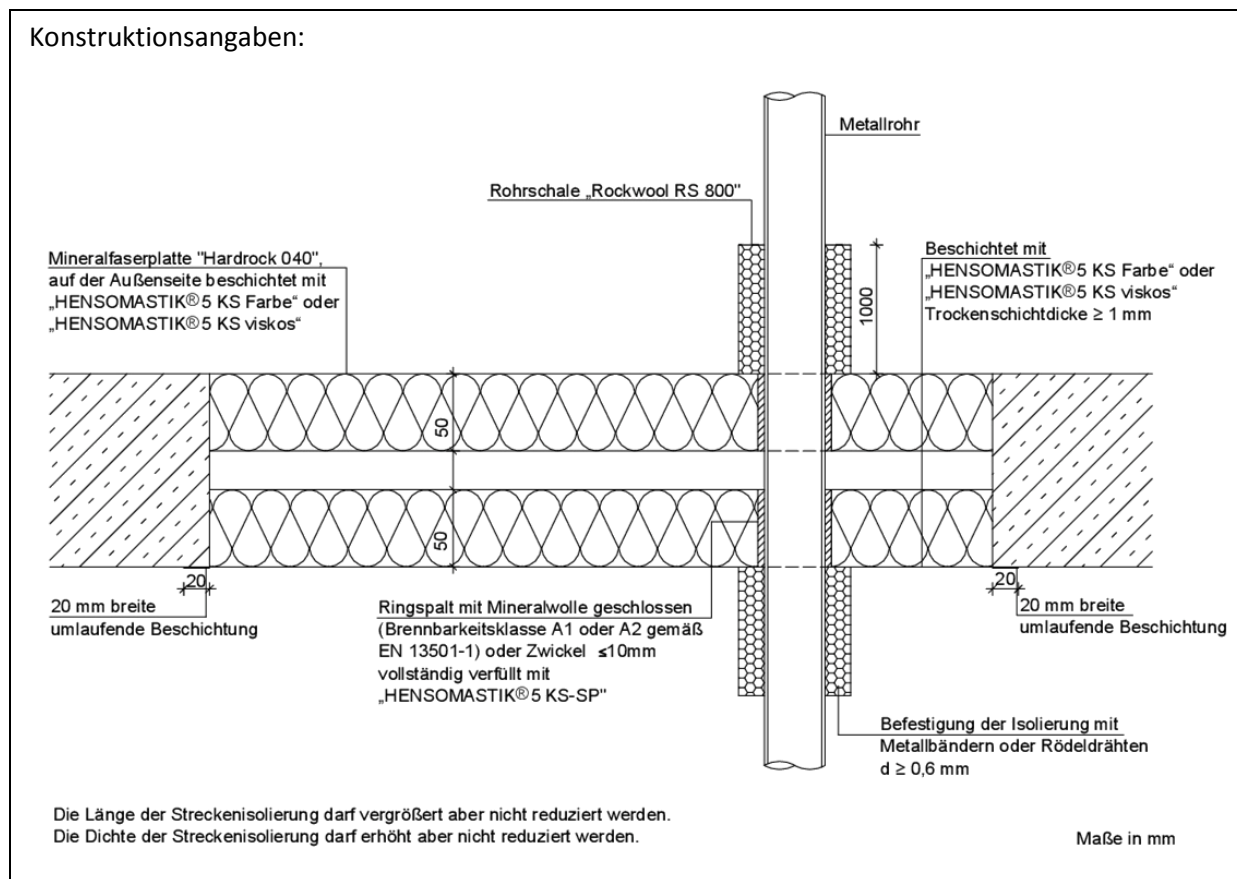 Konstruktionsangaben:
Metallrohr
Rohrschale „Rockwool RS 800"
Mineralfaserplatte "Hardrock 040",
auf der Außenseite beschichtet mit
„HENSOMASTIK® 5 KS Farbe“ oder
„HENSOMASTIK® 5 KS viskos“
Beschichtet mit
„HENSOMASTIK® 5 KS Farbe“ oder
„HENSOMASTIK® 5 KS viskos“
Trockenschichtdicke ≥ 1 mm
1000
50
50
20
20
20 mm breite
umlaufende Beschichtung
Ringspalt mit Mineralwolle geschlossen
(Brennbarkeitsklasse A1 oder A2 gemäß
EN 13501-1) oder Zwickel ≤10mm
vollständig verfüllt mit
„HENSOMASTIK® 5 KS-SP"
20 mm breite
umlaufende Beschichtung
Befestigung der Isolierung mit
Metallbändern oder Rödeldrähten
d ≥ 0,6 mm
Die Länge der Streckenisolierung darf vergrößert aber nicht reduziert werden.
Die Dichte der Streckenisolierung darf erhöht aber nicht reduziert werden.
Maße in mm